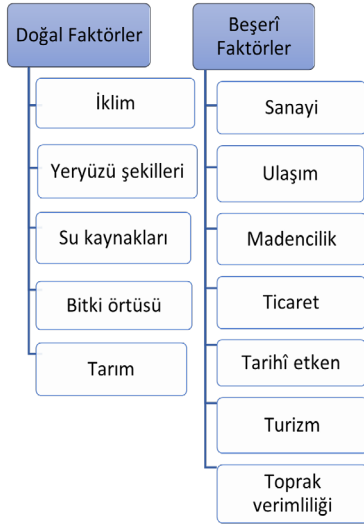 Doğal Faktörler
İklim
Yeryüzü şekilleri
Su kaynakları
Bitki örtüsü
Tarım
Beşerî
Faktörler
Sanayi
Ulaşım
Madencilik
Ticaret
Tarihî etken
Turizm
Toprak
verimliliği